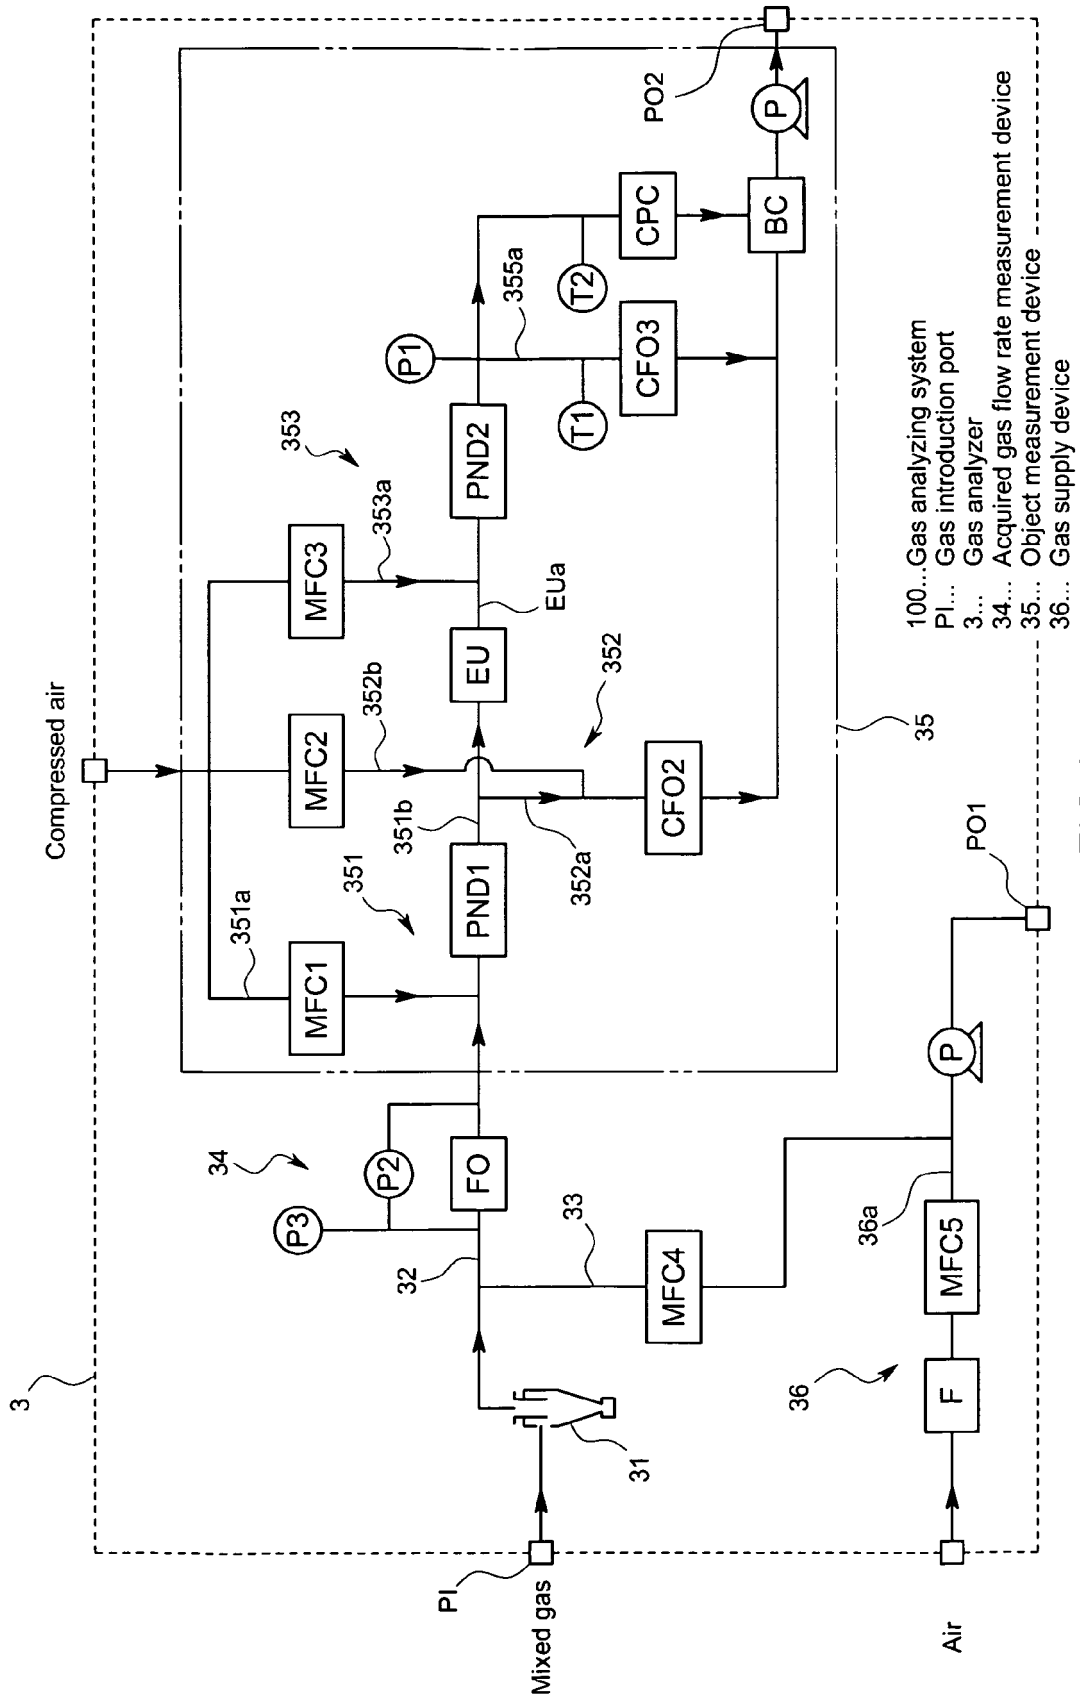 Compressed air
3
351a
MFC1
MFC2
MFC3
352b
353a
353
351
351b
PND1
EU
EUa
PND2
P1
T1
T2
355a
CFO3
CPC
BC
P
PO2
352a
352
CFO2
35
34
P3
P2
FO
32
33
MFC4
31
PI
Mixed gas
Air
36
F
MFC5
36a
P
PO1
100...Gas analyzing system
PI... Gas introduction port
3... Gas analyzer
34... Acquired gas flow rate measurement device
35... Object measurement device
36... Gas supply device